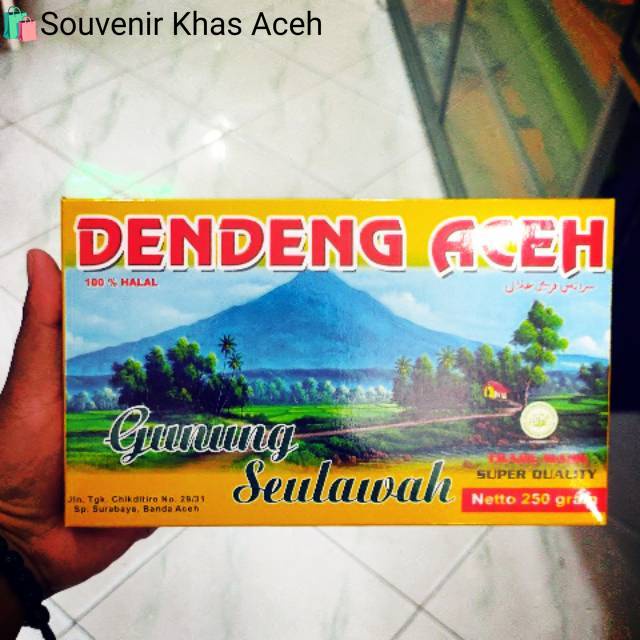 🛍️Souvenir Khas Aceh
DENDENG ACEH
100 % HALAL
Gunung
Seulawah
SUPER QUALITY
Netto 250 gram
Jln. Tgk. Chikditiro No. 29/31
Sp. Surabaya, Banda Aceh